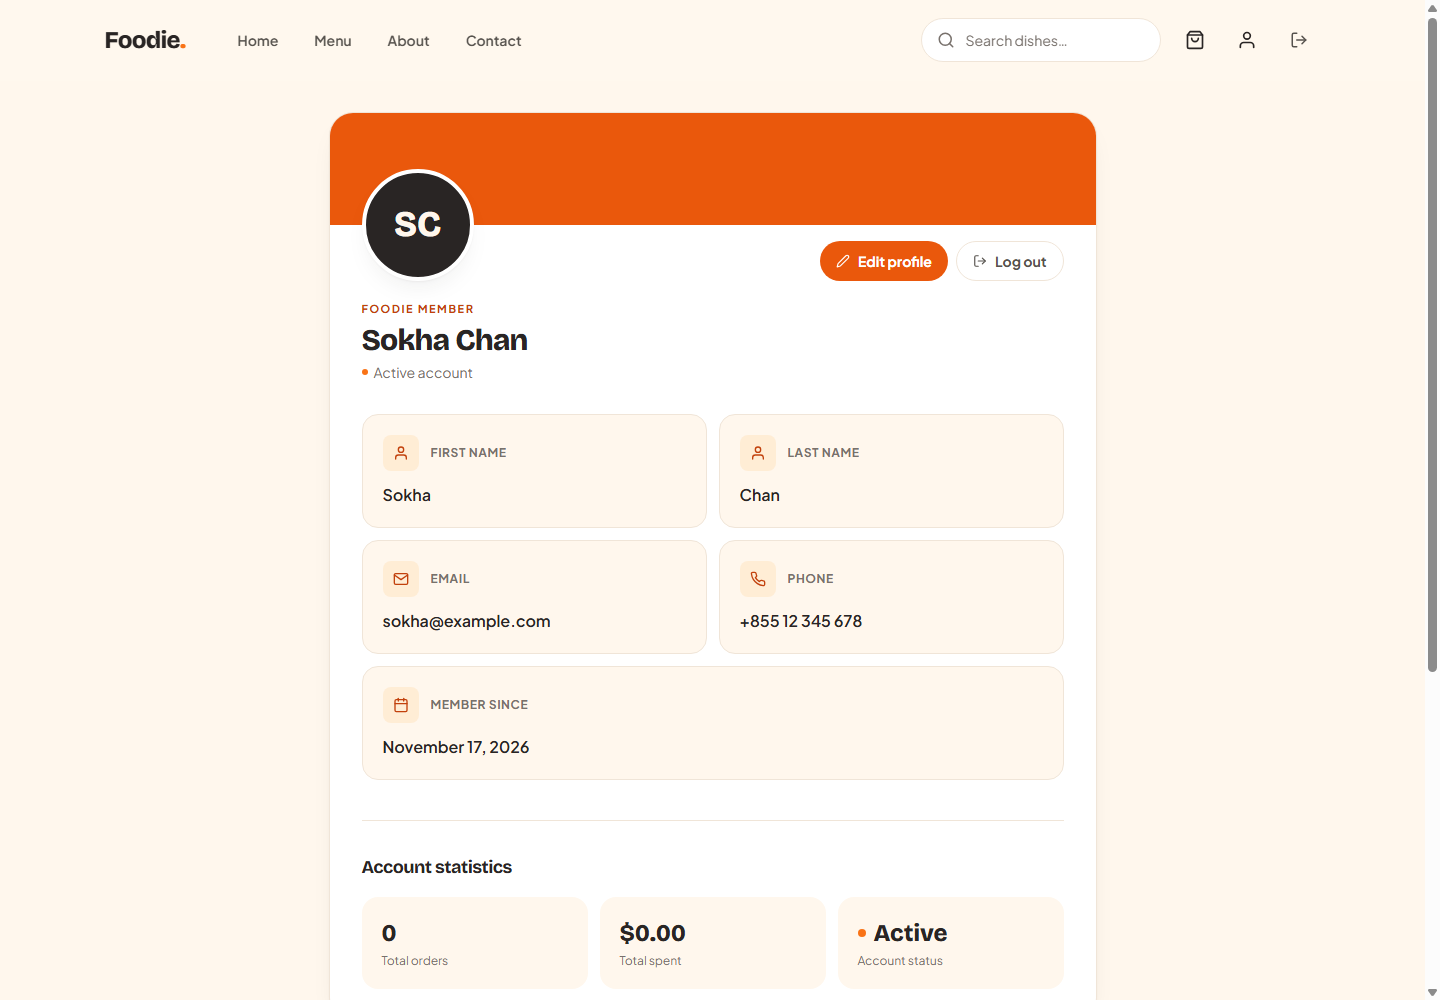 Foodie.
Home
Menu
About
Contact
Search dishes...
SC
Edit profile
Log out
FOODIE MEMBER
Sokha Chan
Active account
FIRST NAME
Sokha
LAST NAME
Chan
EMAIL
sokha@example.com
PHONE
+855 12 345 678
MEMBER SINCE
November 17, 2026
Account statistics
0
Total orders
$0.00
Total spent
Active
Account status